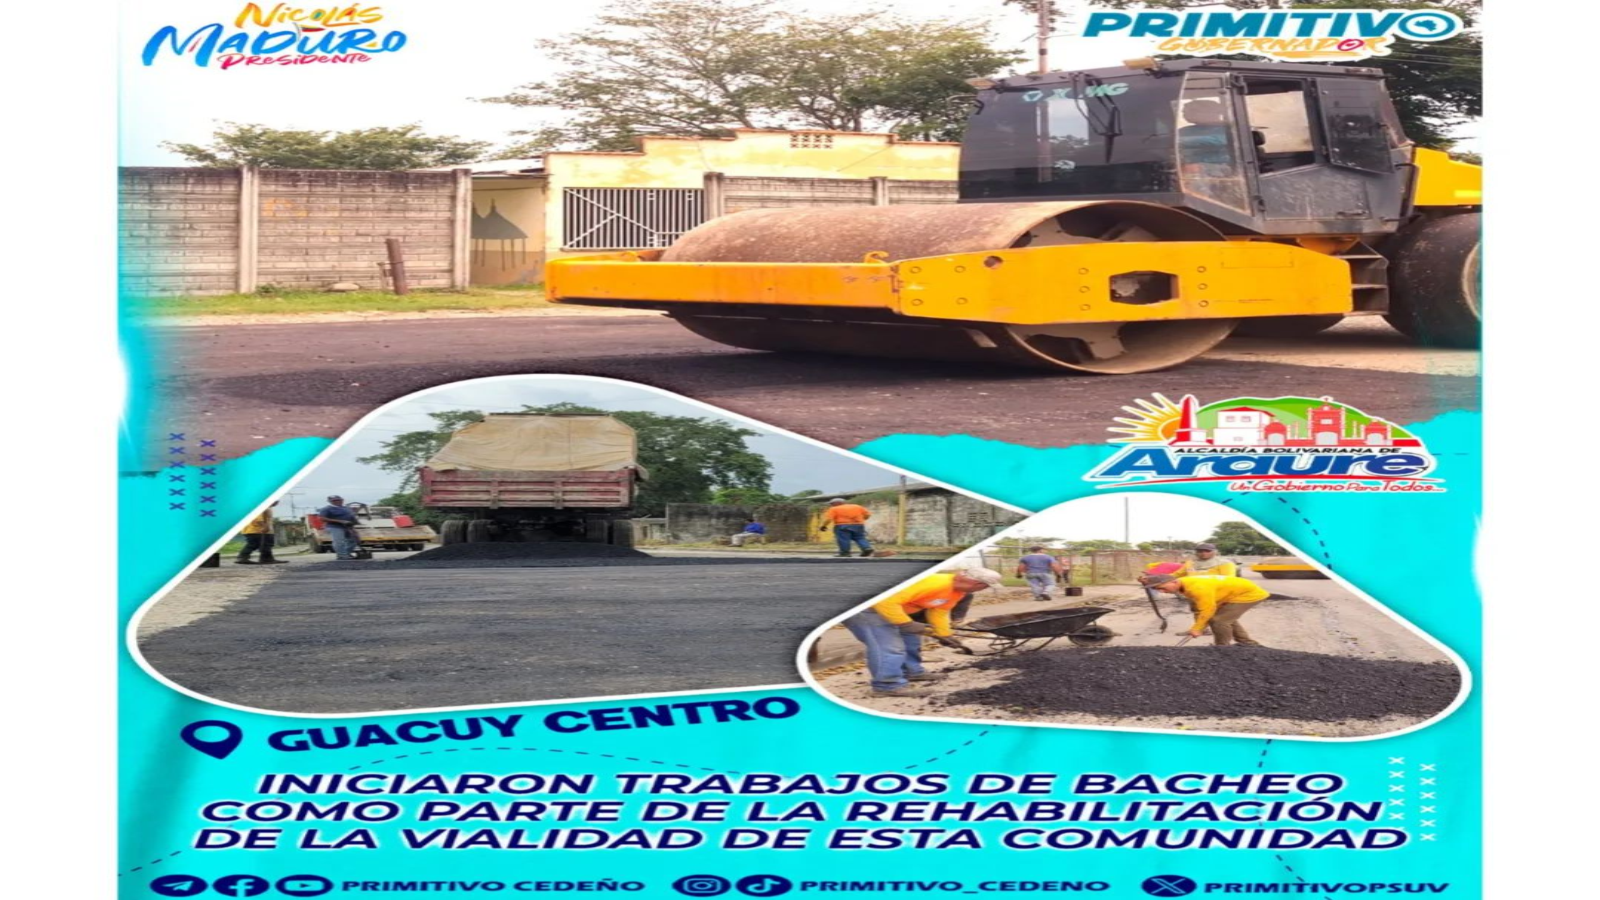 NICOLÁS
MADURO
PRESIDENTE
PRIMITIVO
GOBERNADOR
XCMG
ALCALDÍA BOLIVARIANA DE
Araure
Un Gobierno Para Todos...
GUACUY CENTRO
INICIARON TRABAJOS DE BACHEO
COMO PARTE DE LA REHABILITACIÓN
DE LA VIALIDAD DE ESTA COMUNIDAD
PRIMITIVO CEDEÑO
PRIMITIVO_CEDENO
PRIMITIVOPSUV